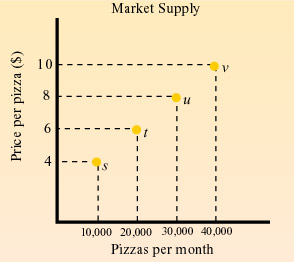 Market Supply
Price per pizza ($)
10
8
6
4
v
u
t
s
10,000 20,000 30,000 40,000
Pizzas per month